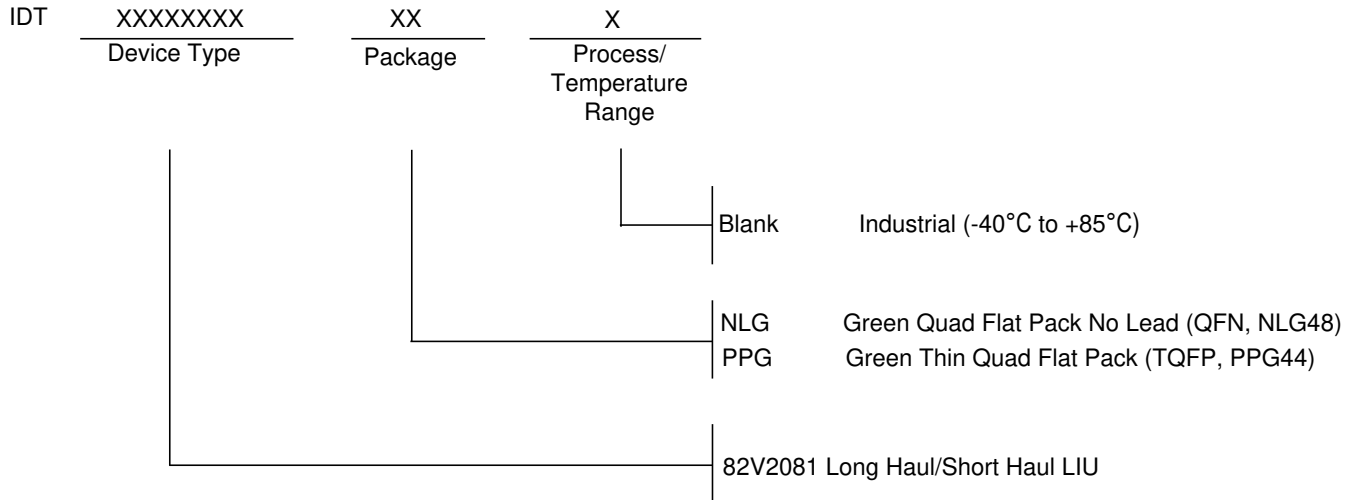 IDT XXXXXXXX XX X
Device Type Package Process/
Temperature
Range
Blank Industrial (-40°C to +85°C)
NLG Green Quad Flat Pack No Lead (QFN, NLG48)
PPG Green Thin Quad Flat Pack (TQFP, PPG44)
82V2081 Long Haul/Short Haul LIU